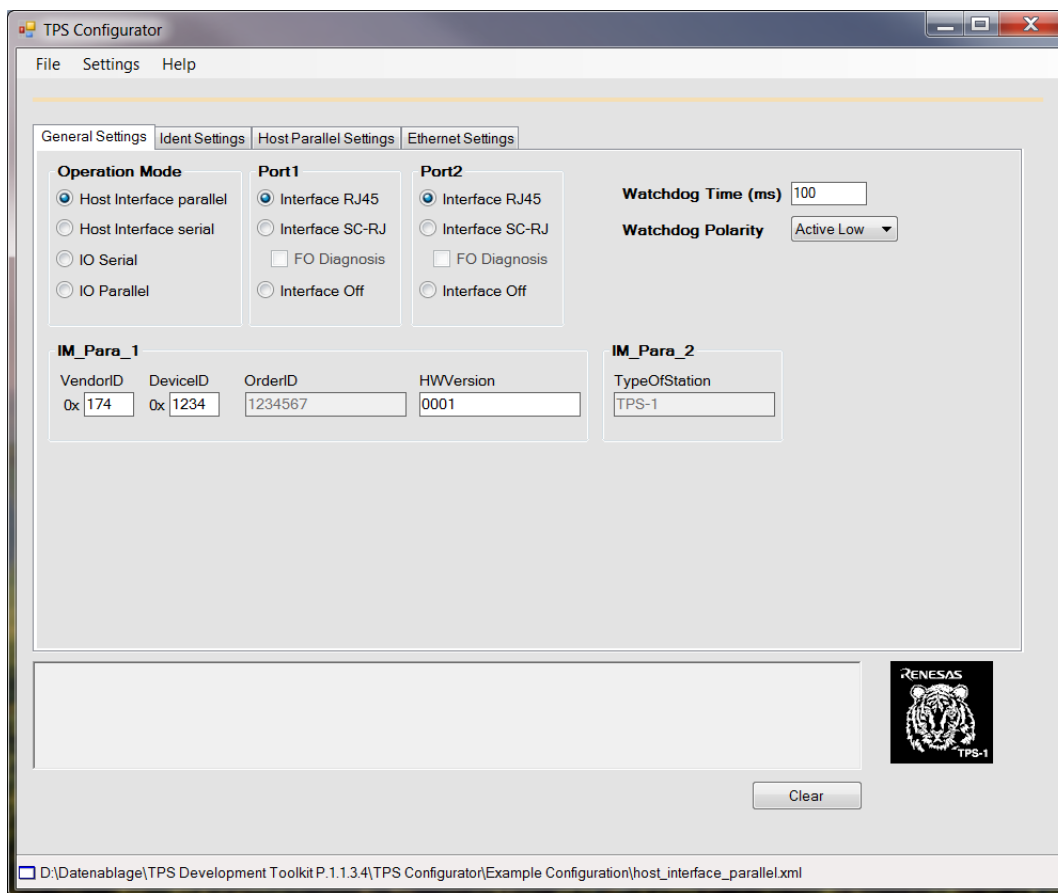 TPS Configurator
File Settings Help
General Settings Ident Settings Host Parallel Settings Ethernet Settings
Operation Mode
Host Interface parallel
Host Interface serial
IO Serial
IO Parallel
Port1
Interface RJ45
Interface SC-RJ
FO Diagnosis
Interface Off
Port2
Interface RJ45
Interface SC-RJ
FO Diagnosis
Interface Off
Watchdog Time (ms) 100
Watchdog Polarity Active Low
IM_Para_1
VendorID DeviceID OrderID HWVersion
0x 174 0x 1234 1234567 0001
IM_Para_2
TypeOfStation
TPS-1
RENESAS
TPS-1
Clear
D:\Datenablage\TPS Development Toolkit P.1.1.3.4\TPS Configurator\Example Configuration\host_interface_parallel.xml